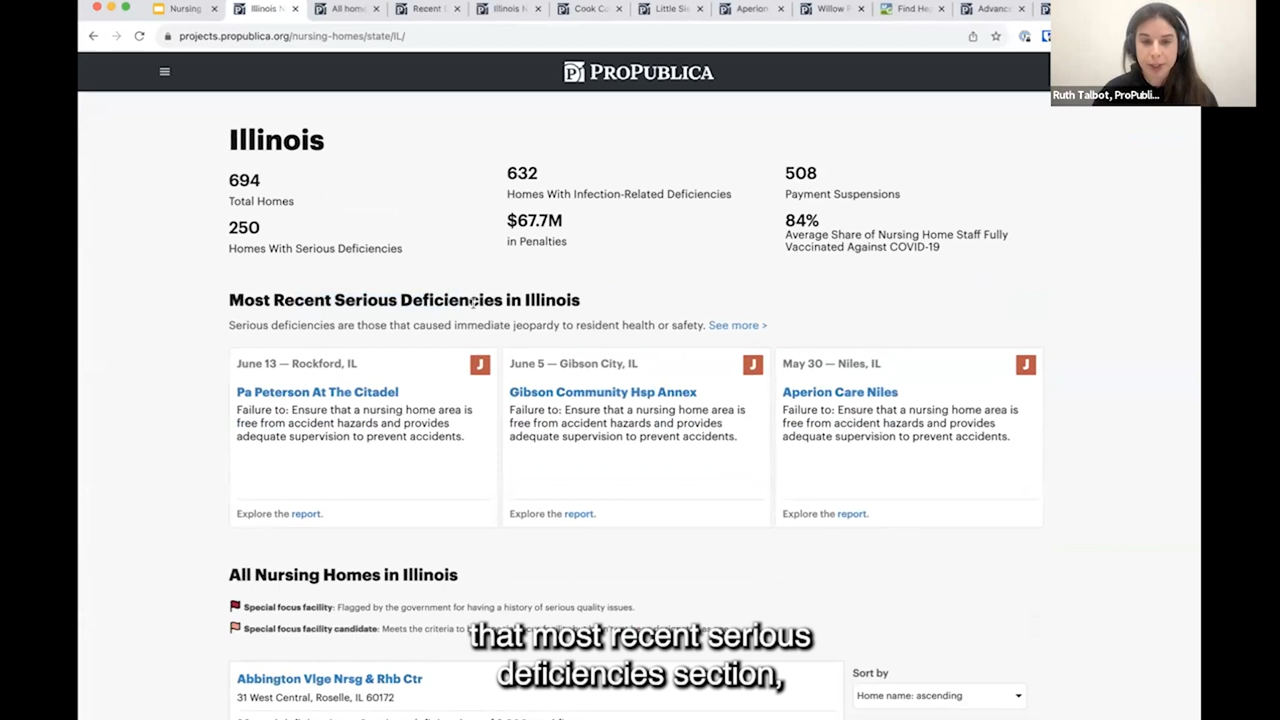 Nursing
Illinois N
All home
Recent
Illinois N
Cook Co
Little Si
Aperion
Willow P
Find He
Advanc
projects.propublica.org/nursing-homes/state/IL/
PROPUBLICA
Ruth Talbot, ProPubli...
Illinois
694
Total Homes
632
Homes With Infection-Related Deficiencies
508
Payment Suspensions
250
Homes With Serious Deficiencies
$67.7M
in Penalties
84%
Average Share of Nursing Home Staff Fully
Vaccinated Against COVID-19
Most Recent Serious Deficiencies in Illinois
Serious deficiencies are those that caused immediate jeopardy to resident health or safety. See more >
June 13 — Rockford, IL
J
Pa Peterson At The Citadel
Failure to: Ensure that a nursing home area is
free from accident hazards and provides
adequate supervision to prevent accidents.
Explore the report.
June 5 — Gibson City, IL
J
Gibson Community Hsp Annex
Failure to: Ensure that a nursing home area is
free from accident hazards and provides
adequate supervision to prevent accidents.
Explore the report.
May 30 — Niles, IL
J
Aperion Care Niles
Failure to: Ensure that a nursing home area is
free from accident hazards and provides
adequate supervision to prevent accidents.
Explore the report.
All Nursing Homes in Illinois
Special focus facility: Flagged by the government for having a history of serious quality issues.
Special focus facility candidate: Meets the criteria to
that most recent serious
deficiencies section,
Abbington Vlge Nrsg & Rhb Ctr
31 West Central, Roselle, IL 60172
Sort by
Home name: ascending